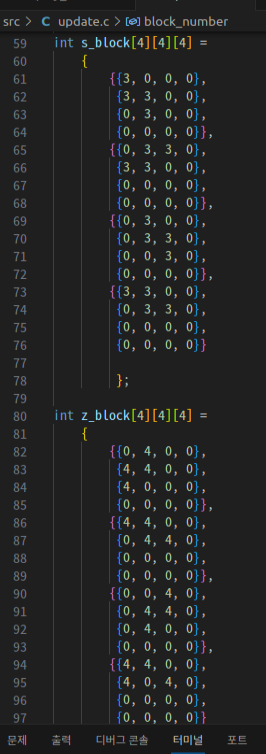 src > C update.c > block_number
59 int s_block[4][4][4] =
60 {
61 {{3, 0, 0, 0},
62 {3, 3, 0, 0},
63 {0, 3, 0, 0},
64 {0, 0, 0, 0}},
65 {{0, 3, 3, 0},
66 {3, 3, 0, 0},
67 {0, 0, 0, 0},
68 {0, 0, 0, 0}},
69 {{0, 3, 0, 0},
70 {0, 3, 3, 0},
71 {0, 0, 3, 0},
72 {0, 0, 0, 0}},
73 {{3, 3, 0, 0},
74 {0, 3, 3, 0},
75 {0, 0, 0, 0},
76 {0, 0, 0, 0}}
77
78 };
79
80 int z_block[4][4][4] =
81 {
82 {{0, 4, 0, 0},
83 {4, 4, 0, 0},
84 {4, 0, 0, 0},
85 {0, 0, 0, 0}},
86 {{4, 4, 0, 0},
87 {0, 4, 4, 0},
88 {0, 0, 0, 0},
89 {0, 0, 0, 0}},
90 {{0, 0, 4, 0},
91 {0, 4, 4, 0},
92 {0, 4, 0, 0},
93 {0, 0, 0, 0}},
94 {{4, 4, 0, 0},
95 {4, 0, 4, 0},
96 {0, 0, 0, 0},
97 {0, 0, 0, 0}}
문제 출력 디버그 콘솔 터미널 포트